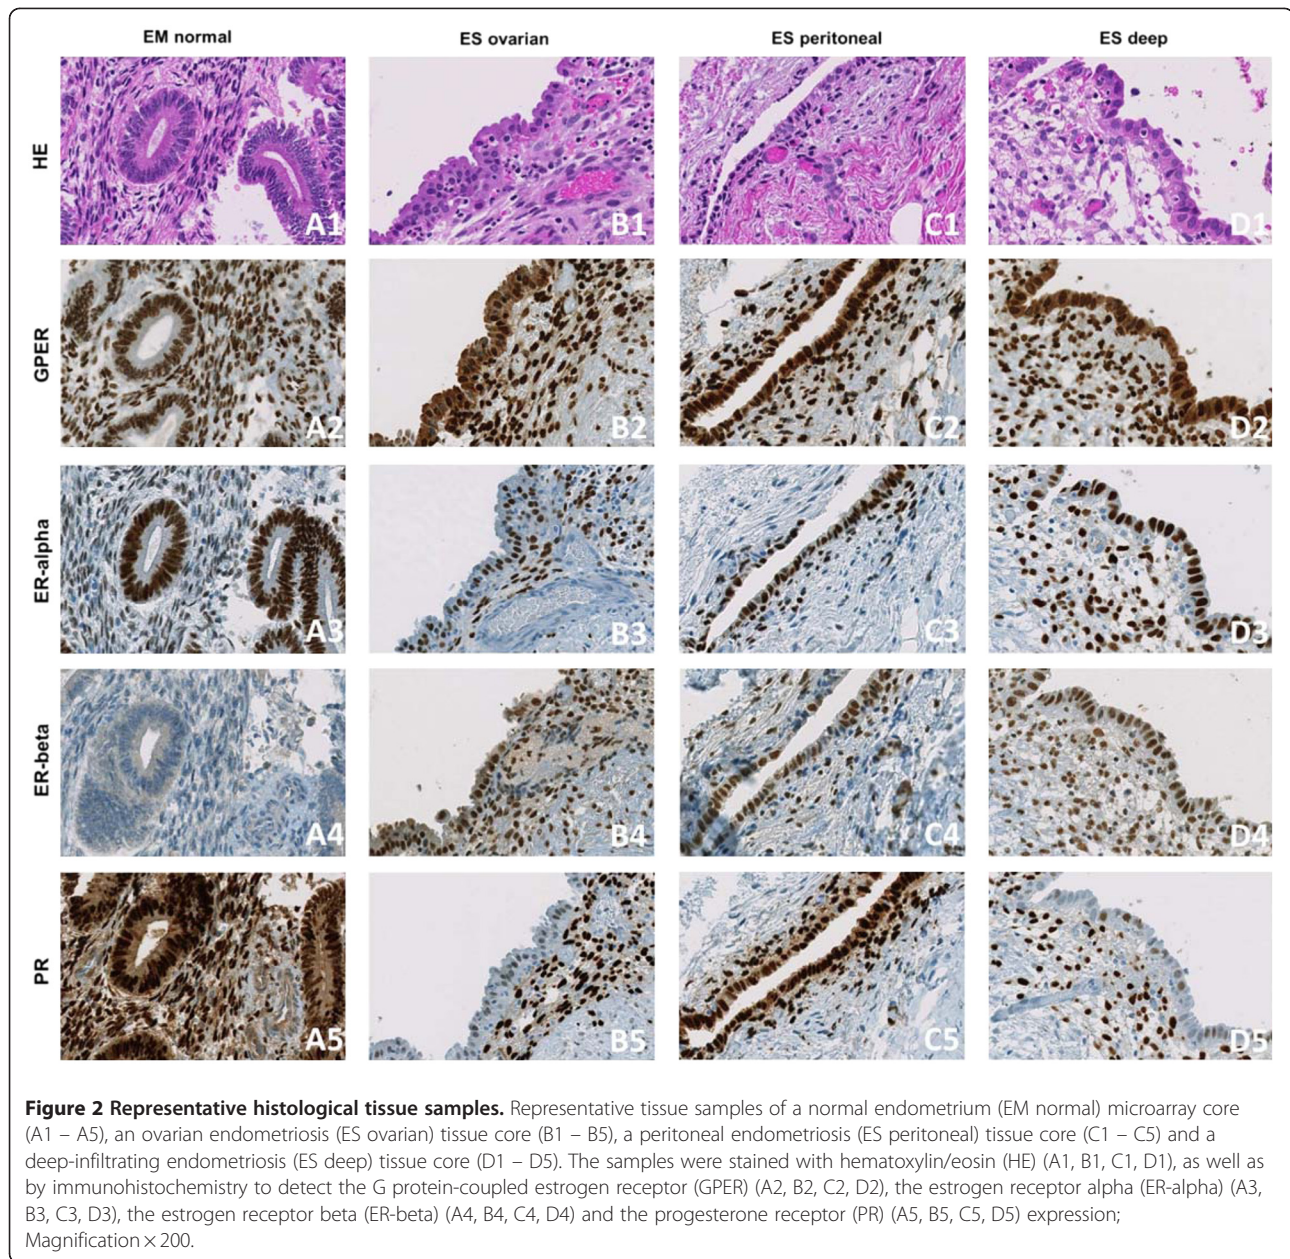 EM normal ES ovarian ES peritoneal ES deep
HE
A1 B1 C1 D1
GPER
A2 B2 C2 D2
ER-alpha
A3 B3 C3 D3
ER-beta
A4 B4 C4 D4
PR
A5 B5 C5 D5
Figure 2 Representative histological tissue samples. Representative tissue samples of a normal endometrium (EM normal) microarray core
(A1 – A5), an ovarian endometriosis (ES ovarian) tissue core (B1 – B5), a peritoneal endometriosis (ES peritoneal) tissue core (C1 – C5) and a
deep-infiltrating endometriosis (ES deep) tissue core (D1 – D5). The samples were stained with hematoxylin/eosin (HE) (A1, B1, C1, D1), as well as
by immunohistochemistry to detect the G protein-coupled estrogen receptor (GPER) (A2, B2, C2, D2), the estrogen receptor alpha (ER-alpha) (A3,
B3, C3, D3), the estrogen receptor beta (ER-beta) (A4, B4, C4, D4) and the progesterone receptor (PR) (A5, B5, C5, D5) expression;
Magnification × 200.